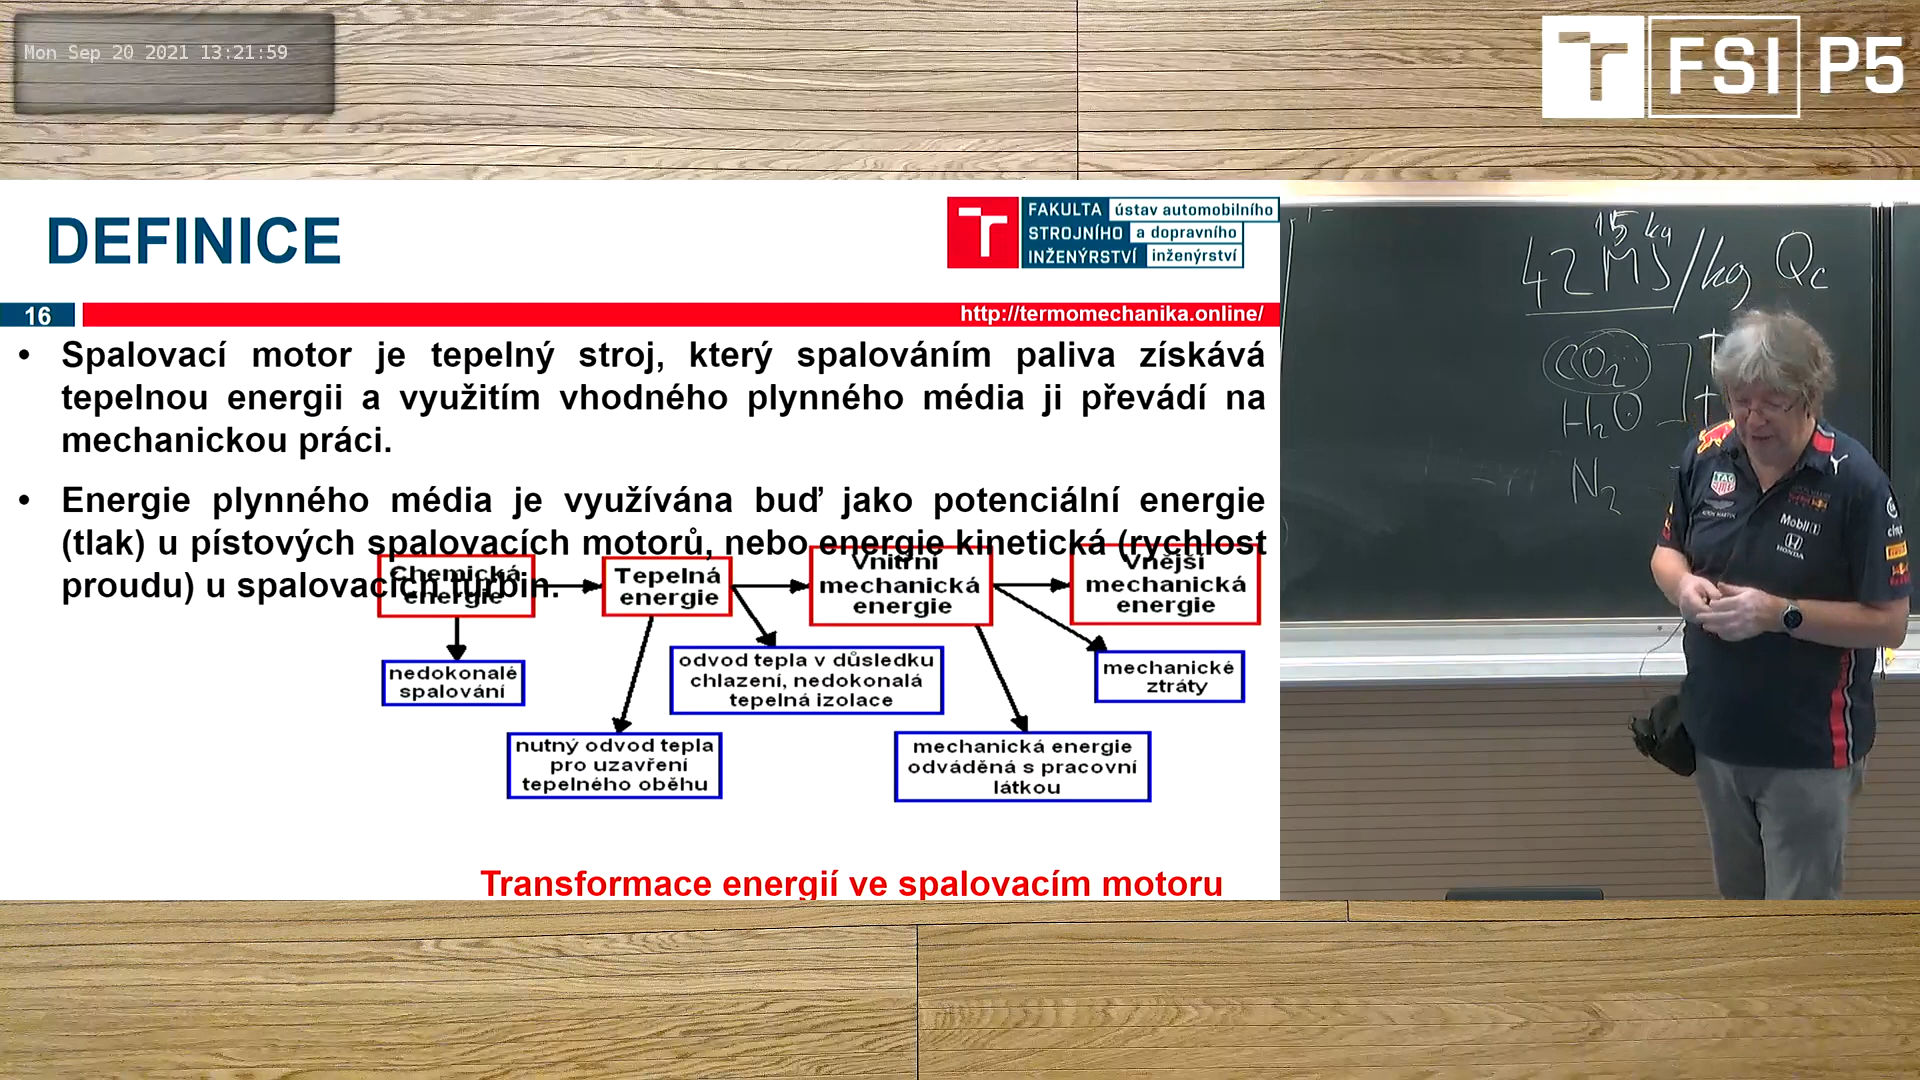 Mon Sep 20 2021 13:21:59
FSI P5
DEFINICE
FAKULTA ústav automobilního
STROJNÍHO a dopravního
INŽENÝRSTVÍ inženýrství
16
http://termomechanika.online/
• Spalovací motor je tepelný stroj, který spalováním paliva získává
tepelnou energii a využitím vhodného plynného média ji převádí na
mechanickou práci.
• Energie plynného média je využívána buď jako potenciální energie
(tlak) u pístových spalovacích motorů, nebo energie kinetická (rychlost
proudu) u spalovacích turbin.
Chemická
energie
Tepelná
energie
Vnitřní
mechanická
energie
Vnější
mechanická
energie
nedokonalé
spalování
odvod tepla v důsledku
chlazení, nedokonalá
tepelná izolace
mechanické
ztráty
nutný odvod tepla
pro uzavření
tepelného oběhu
mechanická energie
odváděná s pracovní
látkou
Transformace energií ve spalovacím motoru
15 kg
42 MJ/kg Qc
CO2
H2O
N2
Mobil 1
HONDA